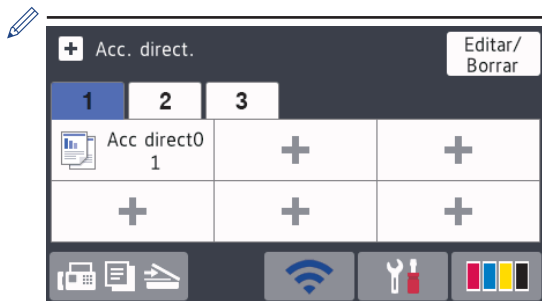 Acc. direct.
Editar/
Borrar
1 2 3
Acc direct0
1